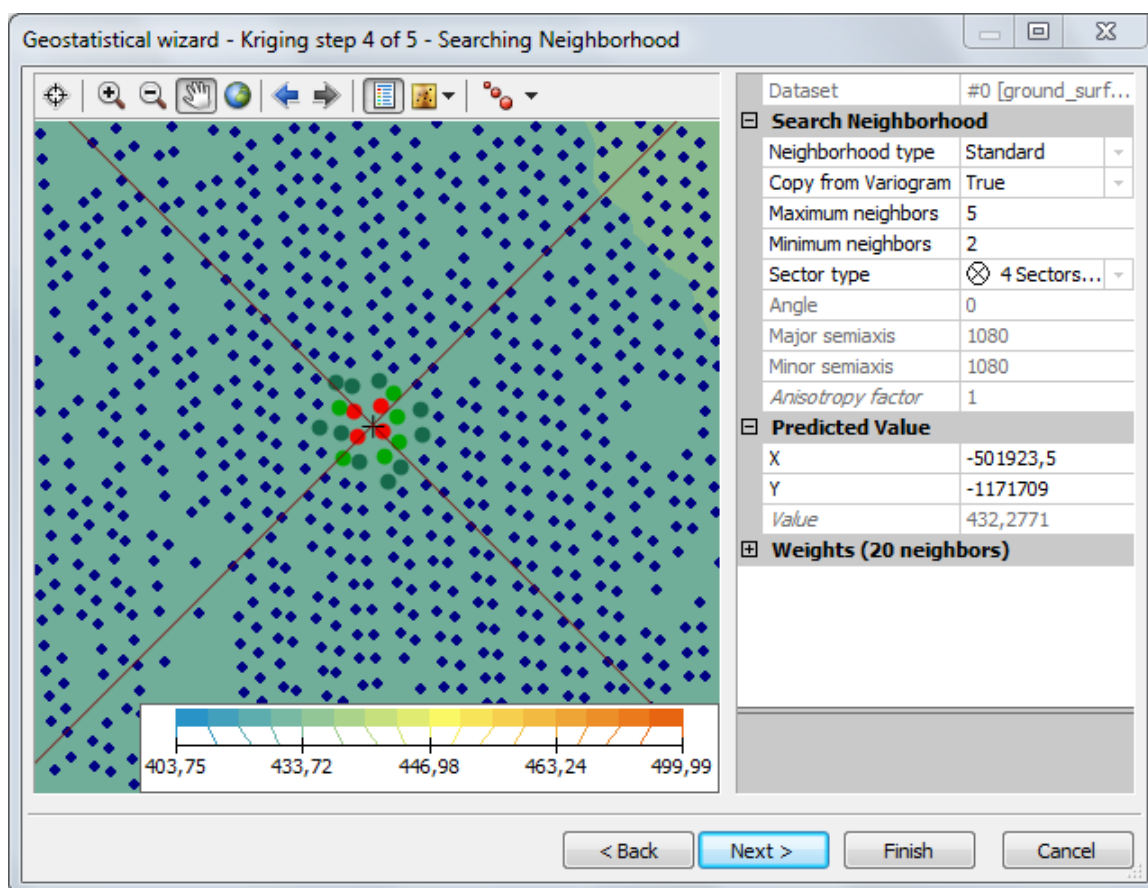 Geostatistical wizard - Kriging step 4 of 5 - Searching Neighborhood
Dataset #0 [ground_surf...
Search Neighborhood
Neighborhood type Standard
Copy from Variogram True
Maximum neighbors 5
Minimum neighbors 2
Sector type 4 Sectors...
Angle 0
Major semiaxis 1080
Minor semiaxis 1080
Anisotropy factor 1
Predicted Value
X -501923,5
Y -1171709
Value 432,2771
Weights (20 neighbors)
403,75 433,72 446,98 463,24 499,99
< Back Next > Finish Cancel